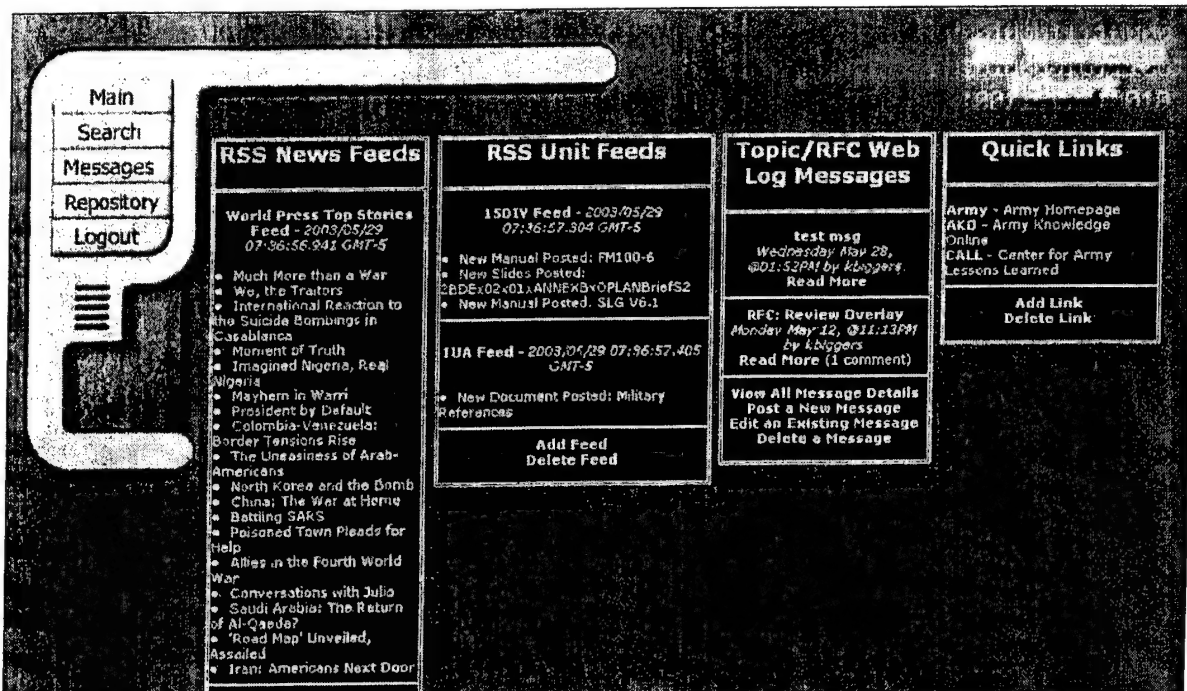 Main
Search
Messages
Repository
Logout
RSS News Feeds
World Press Top Stories
Feed - 2003/05/29
07:36:56.941 GMT-5
Much More than a War
We, the Traitors
International Reaction to
the Suicide Bombings in
Casablanca
Moment of Truth
Imagined Nigeria, Real
Nigeria
Mayhem in Warri
President by Default
Colombia-Venezuela:
Border Tensions Rise
The Uneasiness of Arab-
Americans
North Korea and the Bomb
China: The War at Home
Battling SARS
Poisoned Town Pleads for
Help
Allies in the Fourth World
War
Conversations with Julio
Saudi Arabia: The Return
of Al-Qaeda?
'Road Map' Unveiled,
Assailed
Iran: Americans Next Door
RSS Unit Feeds
15DIV Feed - 2003/05/29
07:36:57.304 GMT-5
New Manual Posted: FM100-6
New Slides Posted:
2BDEx02x01xANNEXBxOPLANBriefS2
New Manual Posted: SLG V6.1
1UA Feed - 2003/05/29 07:36:57.405
GMT-5
New Document Posted: Military
References
Add Feed
Delete Feed
Topic/RFC Web
Log Messages
test msg
Wednesday May 28,
@01:52PM by kbiggers
Read More
RFC: Review Overlay
Monday May 12, @11:13PM
by kbiggers
Read More (1 comment)
View All Message Details
Post a New Message
Edit an Existing Message
Delete a Message
Quick Links
Army - Army Homepage
AKO - Army Knowledge
Online
CALL - Center for Army
Lessons Learned
Add Link
Delete Link